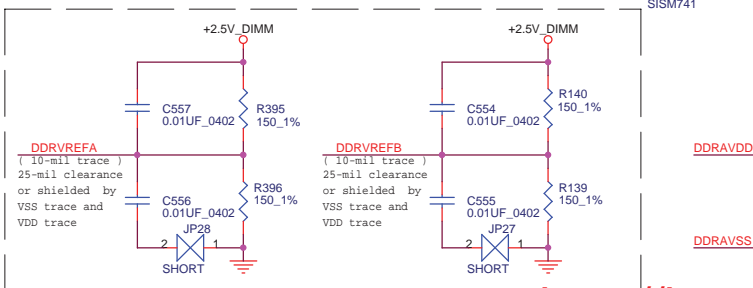 SISM741
+2.5V_DIMM
C557
0.01UF_0402
R395
150_1%
DDRVREFA
( 10-mil trace )
25-mil clearance
or shielded by
VSS trace and
VDD trace
C556
0.01UF_0402
R396
150_1%
JP28
2
1
SHORT
+2.5V_DIMM
C554
0.01UF_0402
R140
150_1%
DDRVREFB
( 10-mil trace )
25-mil clearance
or shielded by
VSS trace and
VDD trace
C555
0.01UF_0402
R139
150_1%
JP27
2
1
SHORT
DDRAVDD
DDRAVSS